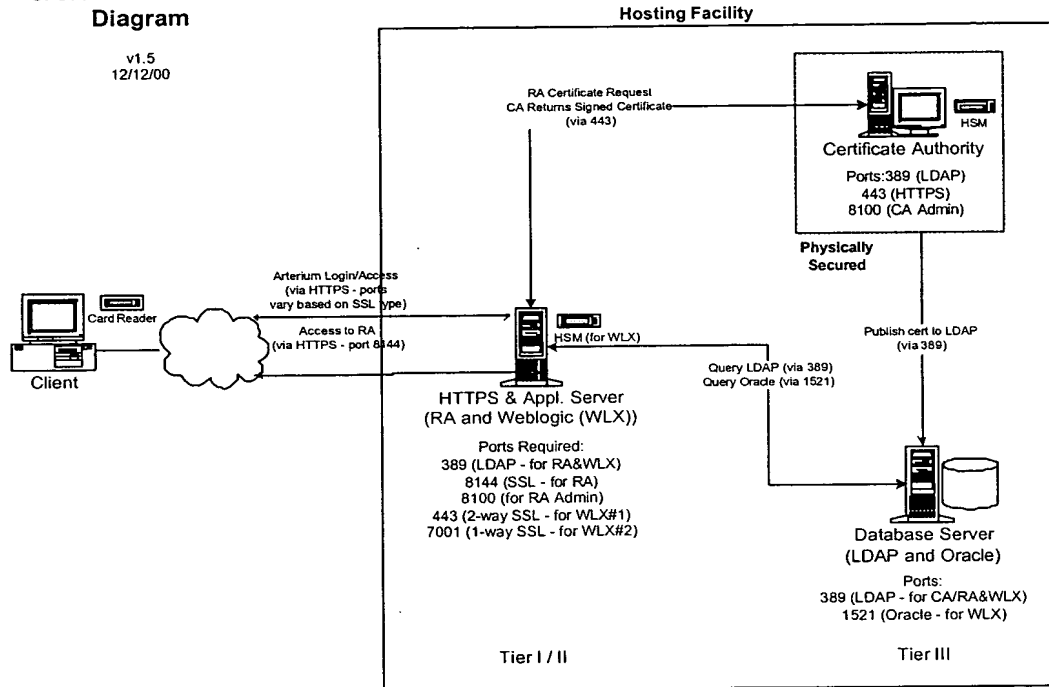 Diagram
v1.5
12/12/00
Hosting Facility
RA Certificate Request
CA Returns Signed Certificate
(via 443)
HSM
Certificate Authority
Ports:389 (LDAP)
443 (HTTPS)
8100 (CA Admin)
Physically
Secured
Arterium Login/Access
(via HTTPS - ports
vary based on SSL type)
Card Reader
Access to RA
(via HTTPS - port 8144)
Client
HSM (for WLX)
Publish cert to LDAP
(via 389)
Query LDAP (via 389)
Query Oracle (via 1521)
HTTPS & Appl. Server
(RA and Weblogic (WLX))
Ports Required:
389 (LDAP - for RA&WLX)
8144 (SSL - for RA)
8100 (for RA Admin)
443 (2-way SSL - for WLX#1)
7001 (1-way SSL - for WLX#2)
Database Server
(LDAP and Oracle)
Ports:
389 (LDAP - for CA/RA&WLX)
1521 (Oracle - for WLX)
Tier I / II
Tier III